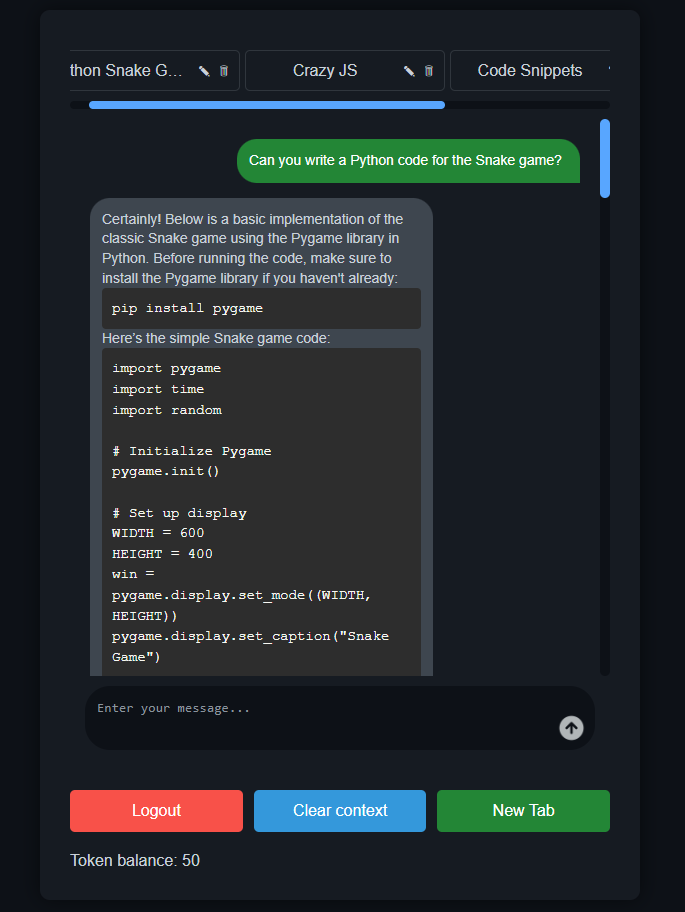 thon Snake G...
Crazy JS
Code Snippets
Can you write a Python code for the Snake game?
Certainly! Below is a basic implementation of the
classic Snake game using the Pygame library in
Python. Before running the code, make sure to
install the Pygame library if you haven't already:
pip install pygame
Here's the simple Snake game code:
import pygame
import time
import random
# Initialize Pygame
pygame.init()
# Set up display
WIDTH = 600
HEIGHT = 400
win =
pygame.display.set_mode((WIDTH,
HEIGHT))
pygame.display.set_caption("Snake
Game")
Enter your message...
Logout
Clear context
New Tab
Token balance: 50